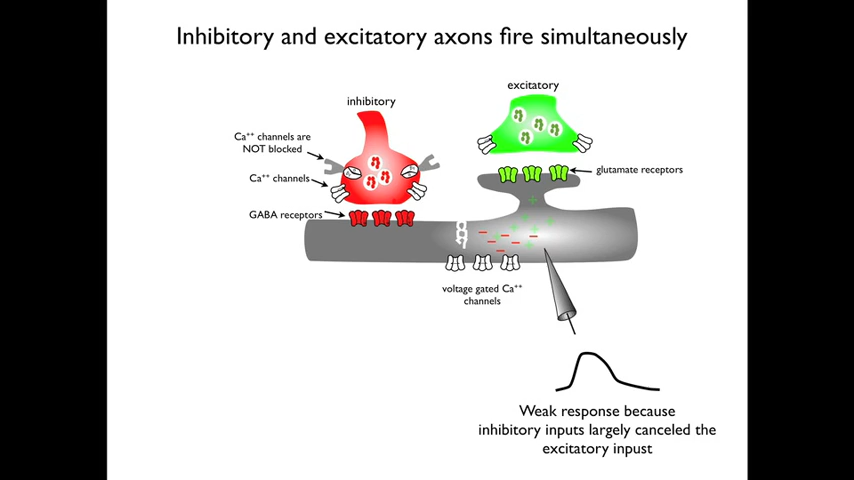 Inhibitory and excitatory axons fire simultaneously
excitatory
inhibitory
Ca⁺⁺ channels are
NOT blocked
Ca⁺⁺ channels
glutamate receptors
GABA receptors
voltage gated Ca⁺⁺
channels
Weak response because
inhibitory inputs largely canceled the
excitatory inpust